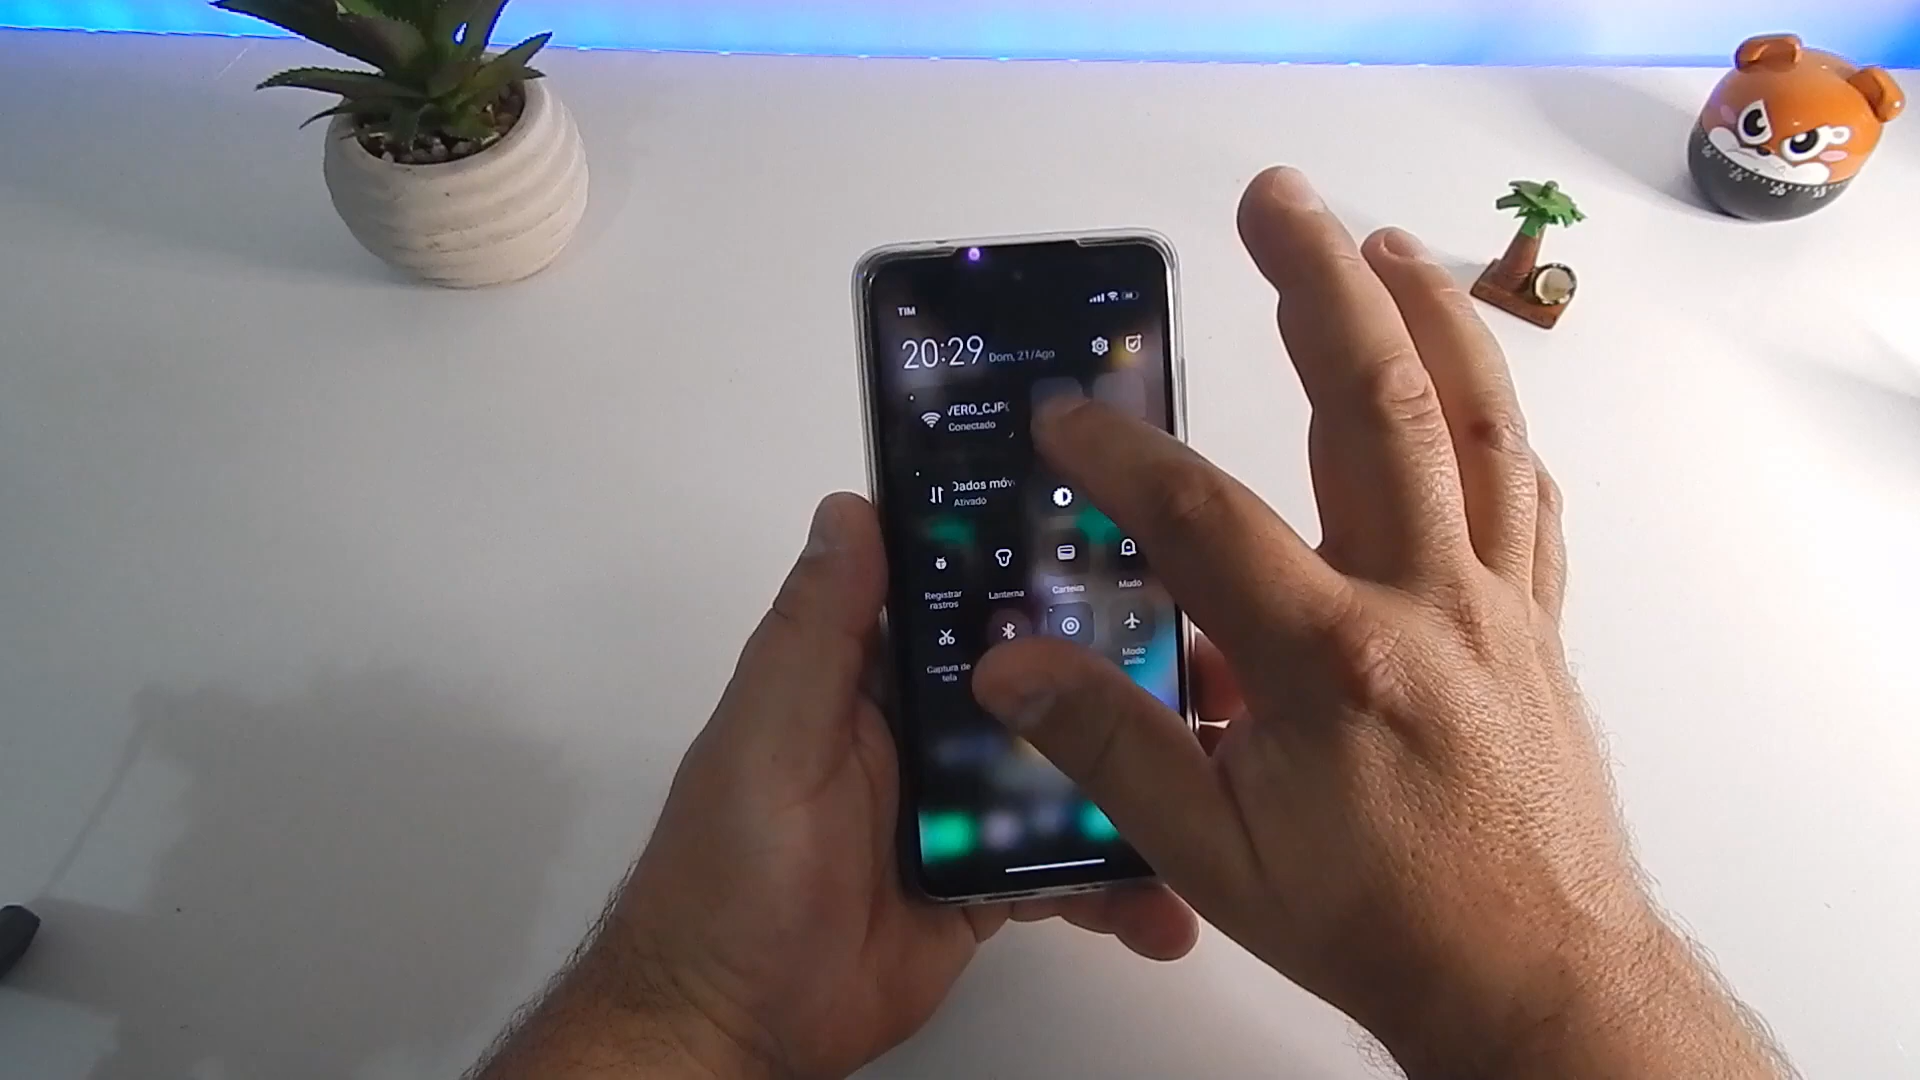 TIM
20:29 Dom, 21/Ago
VERO_CJP
Conectado
Dados móv
Ativado
Registrar
rastros
Lanterna
Carteira
Mudo
Captura de
tela
Modo
avião
20